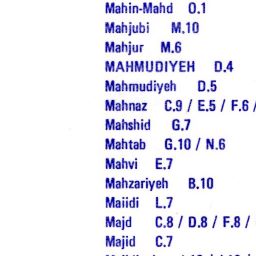 Mahin-Mahd O.1
Mahjubi M.10
Mahjur M.6
MAHMUDIYEH D.4
Mahmudiyeh D.5
Mahnaz C.9 / E.5 / F.6 /
Mahshid G.7
Mahtab G.10 / N.6
Mahvi E.7
Mahzariyeh B.10
Maiidi L.7
Majd C.8 / D.8 / F.8 /
Majid C.7